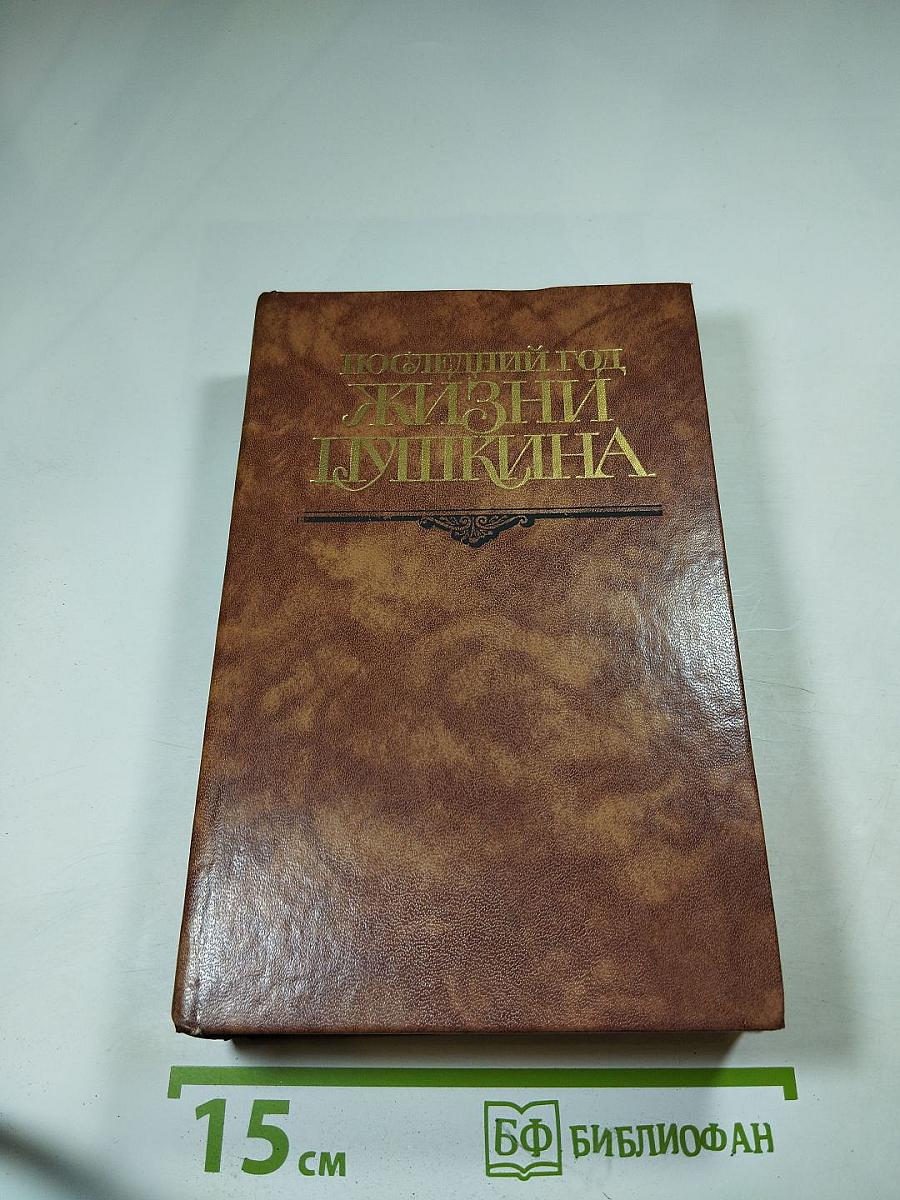 ПОСЛЕДНИЙ ГОД
ЖИЗНИ
ПУШКИНА
15 см
БФ БИБЛИОФАН